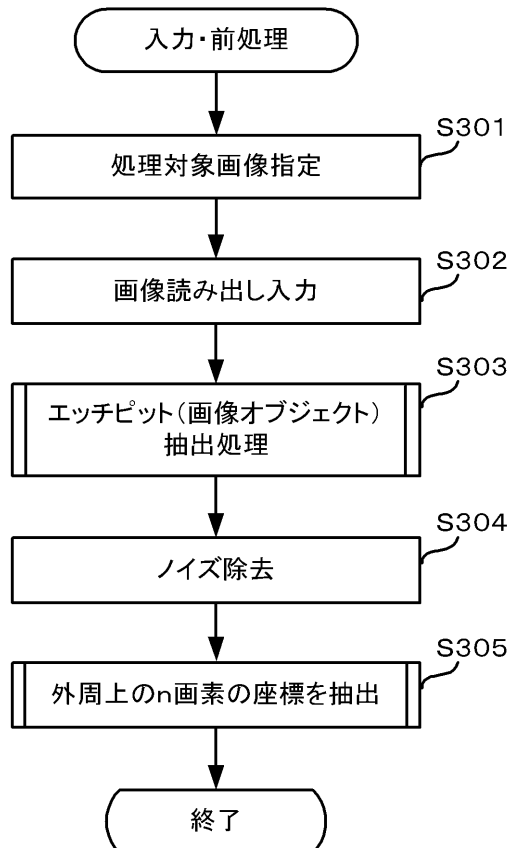 入力・前処理
S301
処理対象画像指定
S302
画像読み出し入力
S303
エッチピット（画像オブジェクト）
抽出処理
S304
ノイズ除去
S305
外周上のn画素の座標を抽出
終了